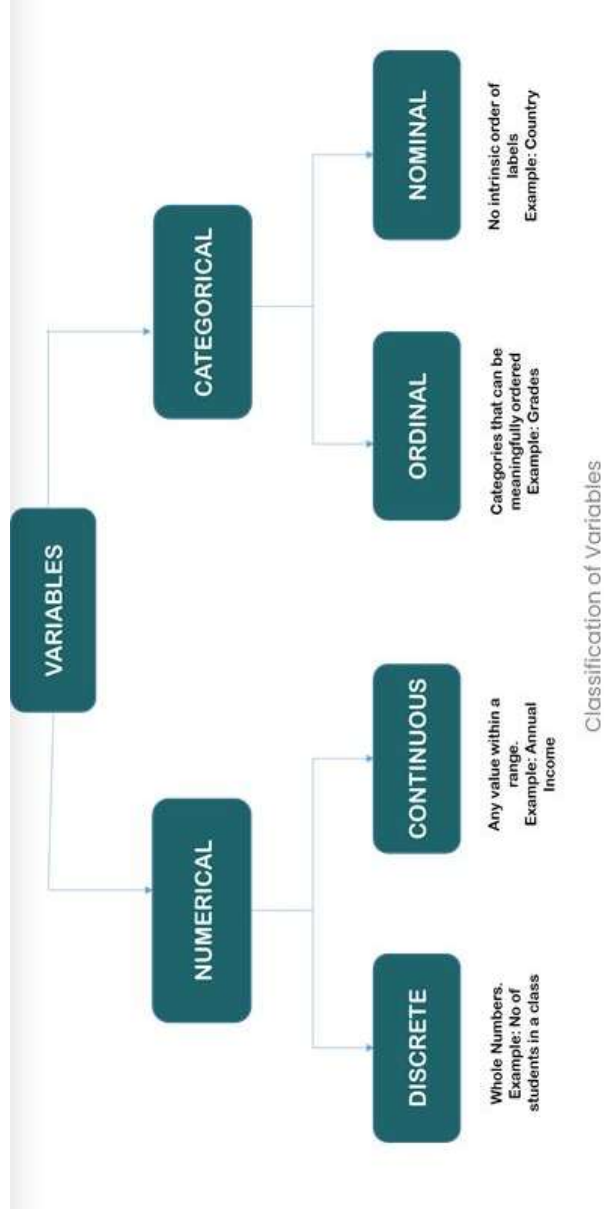 VARIABLES
NUMERICAL
CATEGORICAL
DISCRETE
CONTINUOUS
ORDINAL
NOMINAL
Whole Numbers.
Example: No of
students in a class
Any value within a
range.
Example: Annual
Income
Categories that can be
meaningfully ordered
Example: Grades
No intrinsic order of
labels
Example: Country
Classification of Variables